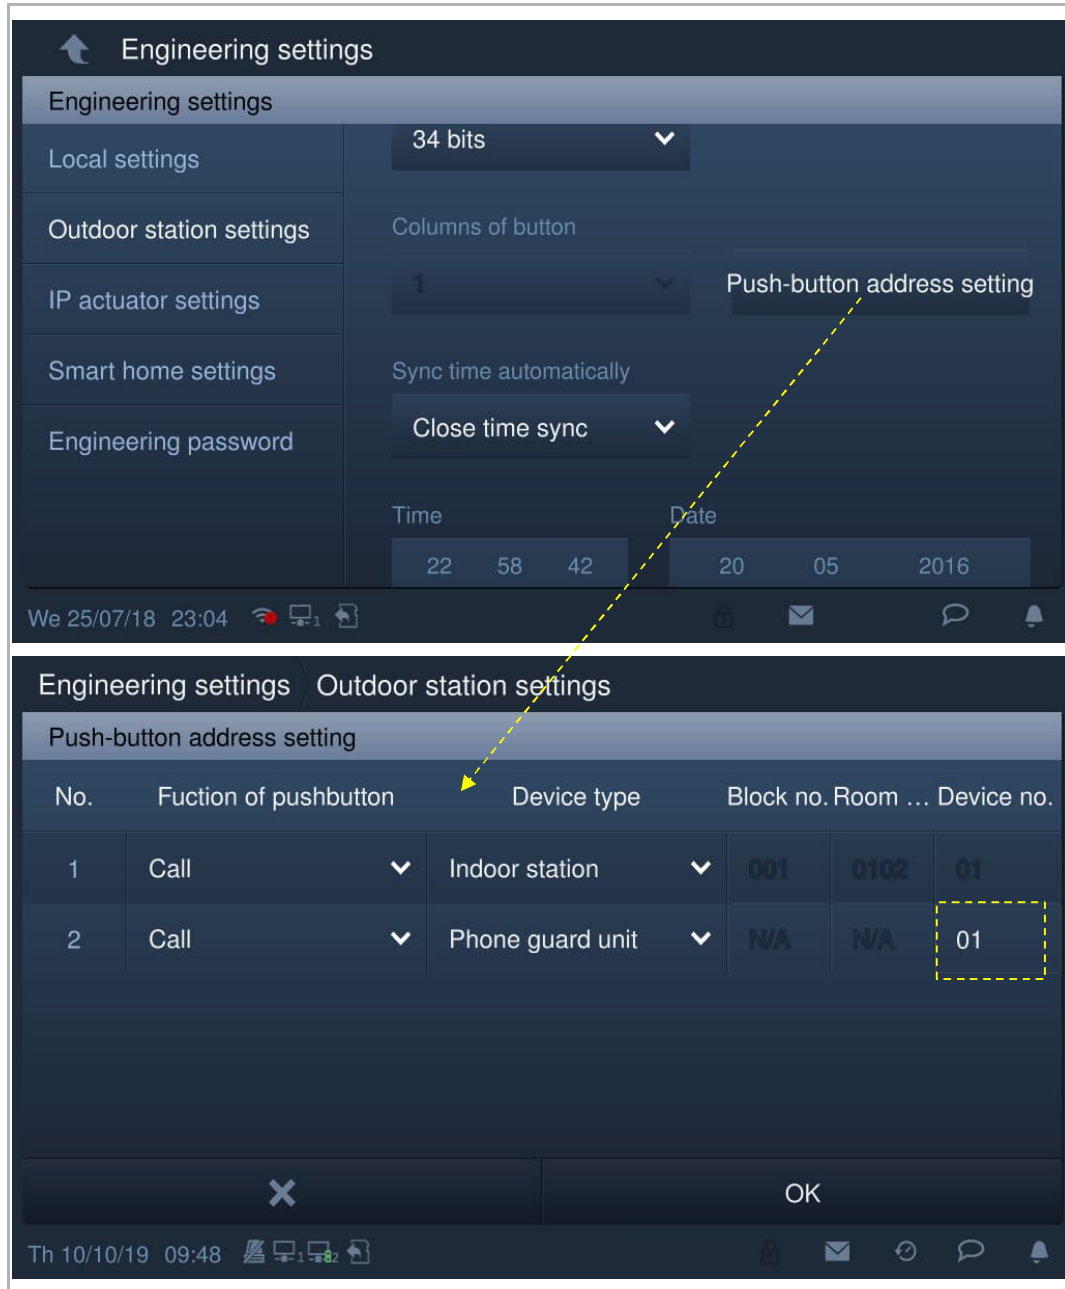 Engineering settings
Engineering settings
Local settings
34 bits
Outdoor station settings
Columns of button
IP actuator settings
1
Push-button address setting
Smart home settings
Sync time automatically
Engineering password
Close time sync
Time
Date
22 58 42
20 05 2016
We 25/07/18 23:04 1
Engineering settings Outdoor station settings
Push-button address setting
No. Fuction of pushbutton Device type Block no. Room ... Device no.
1 Call Indoor station 001 0102 01
2 Call Phone guard unit N/A N/A 01
OK
Th 10/10/19 09:48 1 2